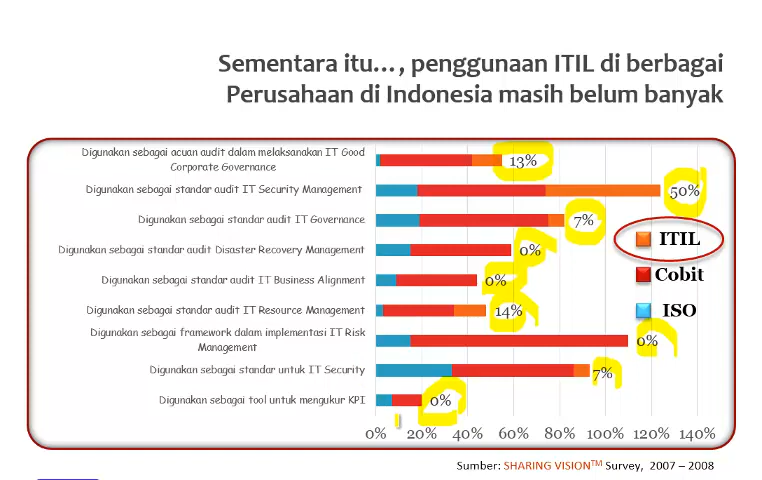 Sementara itu..., penggunaan ITIL di berbagai
Perusahaan di Indonesia masih belum banyak
Digunakan sebagai acuan audit dalam melaksanakan IT Good
Corporate Governance
13%
Digunakan sebagai standar audit IT Security Management
50%
Digunakan sebagai standar audit IT Governance
7%
Digunakan sebagai standar audit Disaster Recovery Management
0%
Digunakan sebagai standar audit IT Business Alignment
0%
Digunakan sebagai standar audit IT Resource Management
14%
Digunakan sebagai framework dalam implementasi IT Risk
Management
0%
Digunakan sebagai standar untuk IT Security
7%
Digunakan sebagai tool untuk mengukur KPI
0%
ITIL
Cobit
ISO
0% 20% 40% 60% 80% 100% 120% 140%
Sumber: SHARING VISION™ Survey, 2007 – 2008